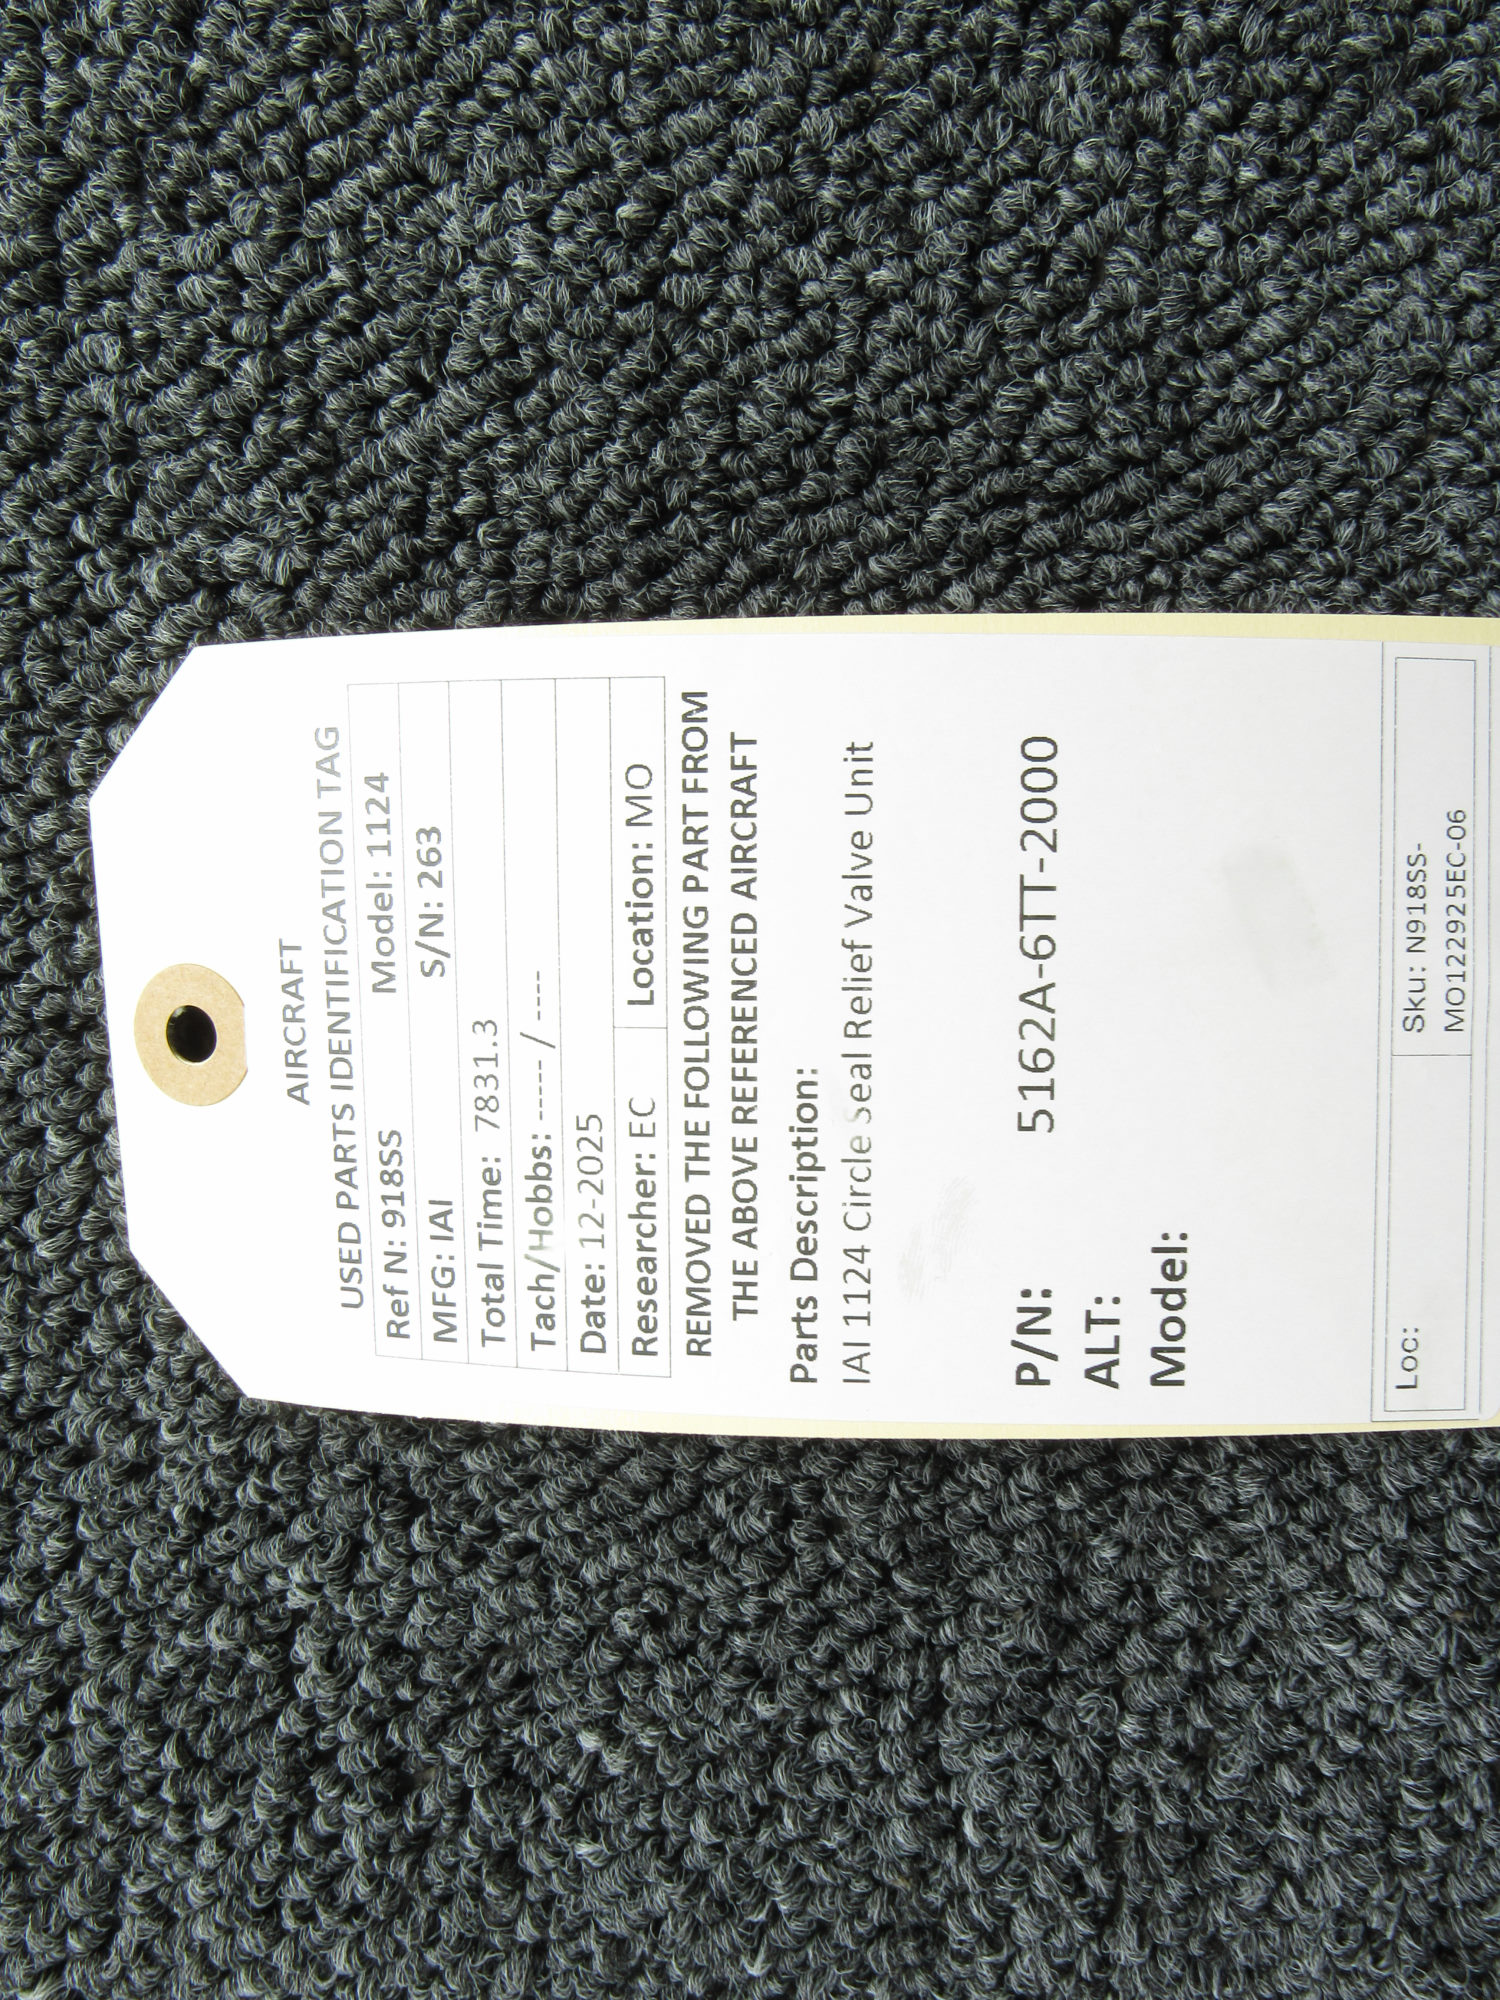 AIRCRAFT
USED PARTS IDENTIFICATION TAG
Ref N: 918SS Model: 1124
MFG: IAI S/N: 263
Total Time: 7831.3
Tach/Hobbs: ----- / ----
Date: 12-2025
Researcher: EC Location: MO
REMOVED THE FOLLOWING PART FROM
THE ABOVE REFERENCED AIRCRAFT
Parts Description:
IAI 1124 Circle Seal Relief Valve Unit
P/N: 5162A-6TT-2000
ALT:
Model:
Loc: Sku: N918SS-
MO122925EC-06